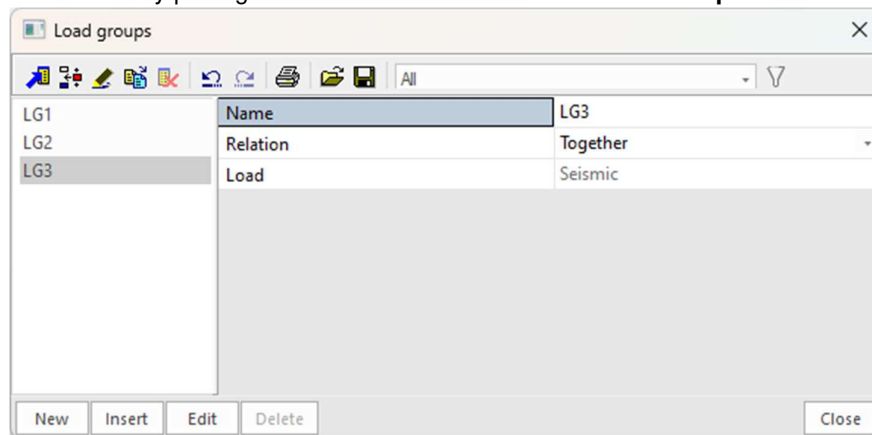 Load groups
All
LG1
LG2
LG3
Name LG3
Relation Together
Load Seismic
New Insert Edit Delete Close